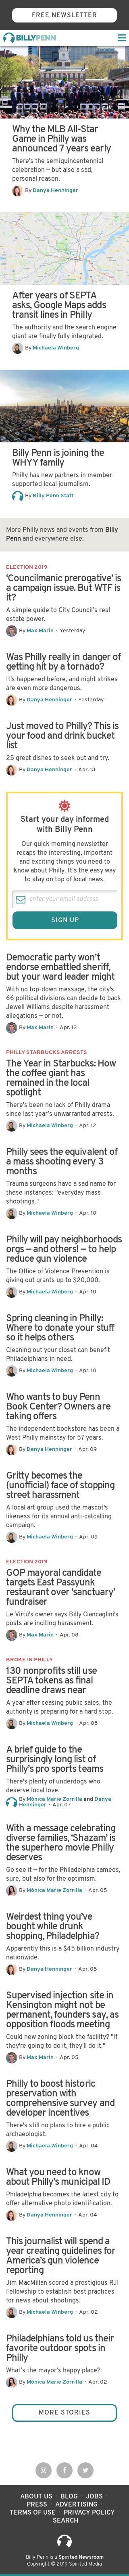 FREE NEWSLETTER
BILLYPENN
Why the MLB All-Star
Game in Philly was
announced 7 years early
There's the semiquincentennial
celebration — but also a sad,
personal reason.
By Danya Henninger
After years of SEPTA
asks, Google Maps adds
transit lines in Philly
The authority and the search engine
giant are finally fully integrated.
By Michaela Winberg
Billy Penn is joining the
WHYY family
Philly has new partners in member-
supported local journalism.
By Billy Penn Staff
More Philly news and events from Billy
Penn and everywhere else:
ELECTION 2019
‘Councilmanic prerogative’ is
a campaign issue. But WTF is
it?
A simple guide to City Council's real
estate power.
By Max Marin · Yesterday
Was Philly really in danger of
getting hit by a tornado?
It's happened before, and night strikes
are even more dangerous.
By Danya Henninger · Yesterday
Just moved to Philly? This is
your food and drink bucket
list
25 great dishes to seek out and try.
By Danya Henninger · Apr. 13
Start your day informed
with Billy Penn
Our quick morning newsletter
recaps the most important,
interesting and exciting things
(and weirdest) you need to
know about Philly. It's the easy way
to stay on top of local news.
enter your email address
SIGN UP
Democratic party won't
endorse embattled sheriff,
but your ward leader might
With no top-down message, the city's
66 political divisions can decide to back
Jewell Williams despite assessment
allegations — or not.
By Max Marin · Apr. 12
PHILLY STARBUCKS ARRESTS
The Year in Starbucks: How
the coffee giant has
remained in the local
spotlight
There's been no lack of Philly drama
since last year's unwarranted arrests.
By Michaela Winberg · Apr. 12
Philly sees the equivalent of
a mass shooting every 3
months
Trauma surgeons have a sad name for
these instances: "everyday mass
shootings."
By Michaela Winberg · Apr. 10
Philly will pay neighborhoods
orgs — and others! — to help
reduce gun violence
The Office of Violence Prevention is
giving out grants up to $20,000.
By Michaela Winberg · Apr. 10
Spring cleaning in Philly:
Where to donate your stuff
so it helps others
Cleaning out your closet can benefit
Philadelphians in need.
By Michaela Winberg · Apr. 10
Who wants to buy Penn
Book Center? Owners are
taking offers
The independent bookstore has been a
West Philly mainstay for 57 years.
By Danya Henninger · Apr. 09
Gritty becomes the
(unofficial) face of stopping
street harassment
A local art group used the mascot's
likeness for its annual anti-catcalling
campaign.
By Michaela Winberg · Apr. 09
ELECTION 2019
GOP mayoral candidate
targets East Passyunk
restaurant over ‘sanctuary’
fundraiser
Le Virtù's owner says Billy Ciancaglini's
posts are inciting harassment.
By Max Marin · Apr. 08
BROKE IN PHILLY
130 nonprofits still use
SEPTA tokens as final
deadline draws near
A year after ceasing public sales, the
authority is preparing for a hard stop.
By Michaela Winberg · Apr. 08
A brief guide to the
surprisingly long list of
Philly's pro sports teams
There's plenty of underdogs who
deserve local love.
By Mónica Marie Zorrilla and Danya
Henninger · Apr. 07
With a message celebrating
diverse families, ‘Shazam’ is
the superhero movie Philly
deserves
Go see it — for the Philadelphia cameos,
sure, but also for the optimism.
By Mónica Marie Zorrilla · Apr. 05
Weirdest thing you've
bought while drunk
shopping, Philadelphia?
Apparently this is a $45 billion industry
nationwide.
By Danya Henninger · Apr. 05
Supervised injection site in
Kensington might not be
permanent, founders say, as
opposition floods meeting
Could new zoning block the facility? "If
they're going to do it, they'll do it."
By Max Marin · Apr. 05
Philly to boost historic
preservation with
comprehensive survey and
developer incentives
There's still no plans to hire a public
archaeologist.
By Michaela Winberg · Apr. 04
What you need to know
about Philly's municipal ID
Philadelphia becomes the latest city to
offer alternative photo identification.
By Danya Henninger · Apr. 04
This journalist will spend a
year creating guidelines for
America's gun violence
reporting
Jim MacMillan scored a prestigious RJI
Fellowship to establish best practices
for news about shootings.
By Michaela Winberg · Apr. 02
Philadelphians told us their
favorite outdoor spots in
Philly
What's the mayor's happy place?
By Mónica Marie Zorrilla · Apr. 02
MORE STORIES
ABOUT US BLOG JOBS
PRESS ADVERTISING
TERMS OF USE PRIVACY POLICY
SEARCH
Billy Penn is a Spirited Newsroom
Copyright © 2019 Spirited Media